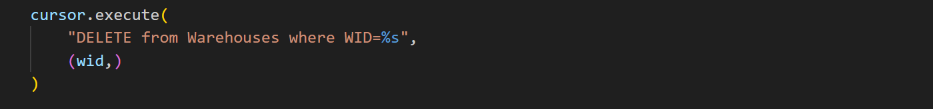 cursor.execute(
    "DELETE from Warehouses where WID=%s",
    (wid,)
)